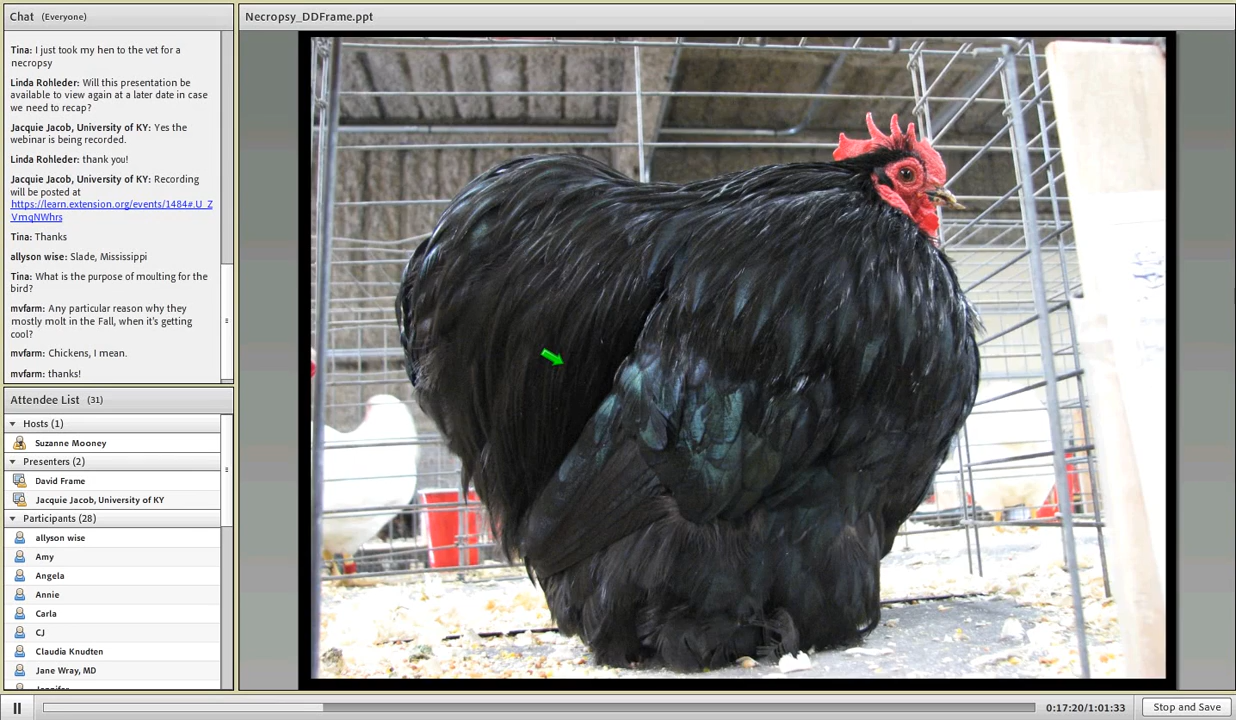 Chat (Everyone)
Tina: I just took my hen to the vet for a
necropsy
Linda Rohleder: Will this presentation be
available to view again at a later date in case
we need to recap?
Jacquie Jacob, University of KY: Yes the
webinar is being recorded.
Linda Rohleder: thank you!
Jacquie Jacob, University of KY: Recording
will be posted at
https://learn.extension.org/events/1484#.U_Z
VmqNWhrs
Tina: Thanks
allyson wise: Slade, Mississippi
Tina: What is the purpose of moulting for the
bird?
mvfarm: Any particular reason why they
mostly molt in the Fall, when it's getting
cool?
mvfarm: Chickens, I mean.
mvfarm: thanks!
Attendee List (31)
Hosts (1)
Suzanne Mooney
Presenters (2)
David Frame
Jacquie Jacob, University of KY
Participants (28)
allyson wise
Amy
Angela
Annie
Carla
CJ
Claudia Knudten
Jane Wray, MD
Necropsy_DDFrame.ppt
0:17:20/1:01:33
Stop and Save